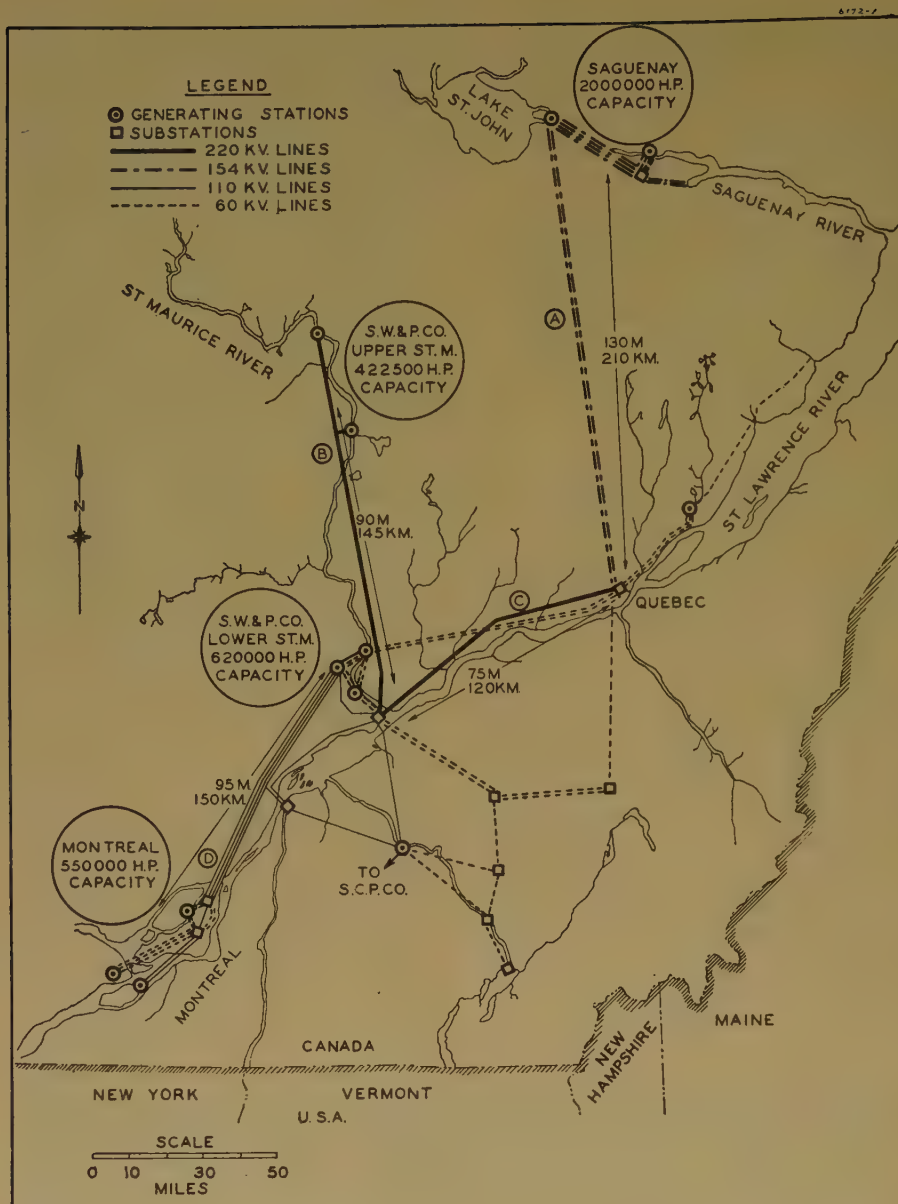 6172-1
LEGEND
GENERATING STATIONS
SUBSTATIONS
220 KV. LINES
154 KV. LINES
110 KV. LINES
60 KV. LINES
LAKE
ST. JOHN
SAGUENAY
2000000 H.P.
CAPACITY
SAGUENAY RIVER
ST MAURICE RIVER
S.W.&P.CO.
UPPER ST. M.
422500 H.P.
CAPACITY
A
130 M
210 KM.
B
N
90 M
145 KM.
ST LAWRENCE RIVER
C
QUEBEC
S.W.&P.CO.
LOWER ST.M.
620000 H.P.
CAPACITY
75 M
120 KM.
95 M
150 KM.
D
MONTREAL
550000 H.P.
CAPACITY
TO
S.C.P.CO.
MONTREAL
CANADA
NEW YORK
VERMONT
U.S.A.
NEW
HAMPSHIRE
MAINE
SCALE
0 10 30 50
MILES